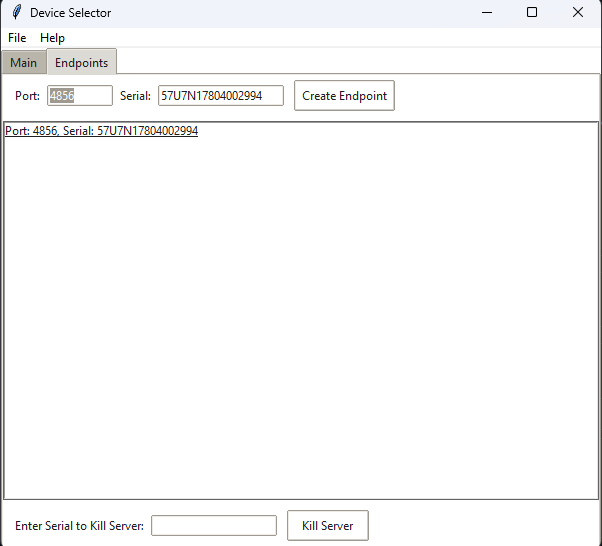 Device Selector
File Help
Main Endpoints
Port: 4856 Serial: 57U7N17804002994 Create Endpoint
Port: 4856, Serial: 57U7N17804002994
Enter Serial to Kill Server: Kill Server